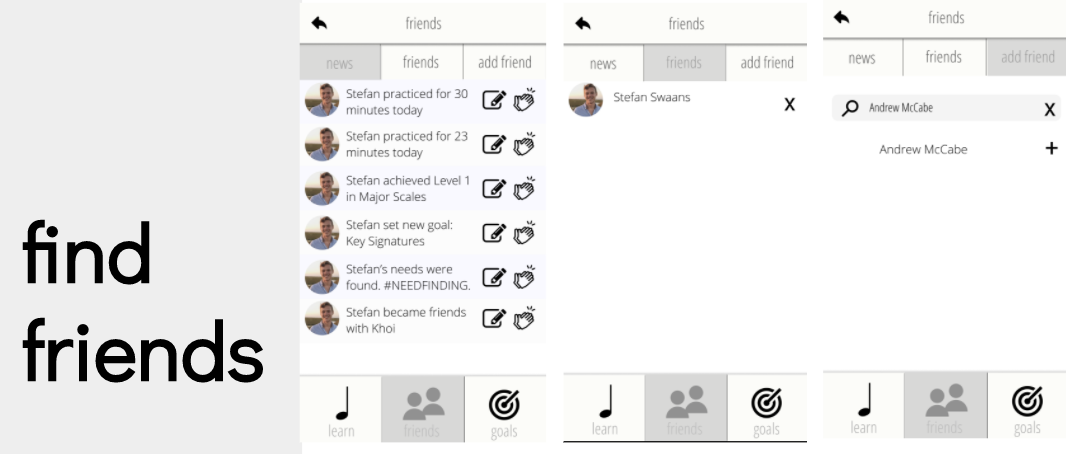 find
friends
friends
news friends add friend
Stefan practiced for 30
minutes today
Stefan practiced for 23
minutes today
Stefan achieved Level 1
in Major Scales
Stefan set new goal:
Key Signatures
Stefan's needs were
found. #NEEDFINDING.
Stefan became friends
with Khoi
learn friends goals
friends
news friends add friend
Stefan Swaans X
learn friends goals
friends
news friends add friend
Andrew McCabe X
Andrew McCabe +
learn friends goals